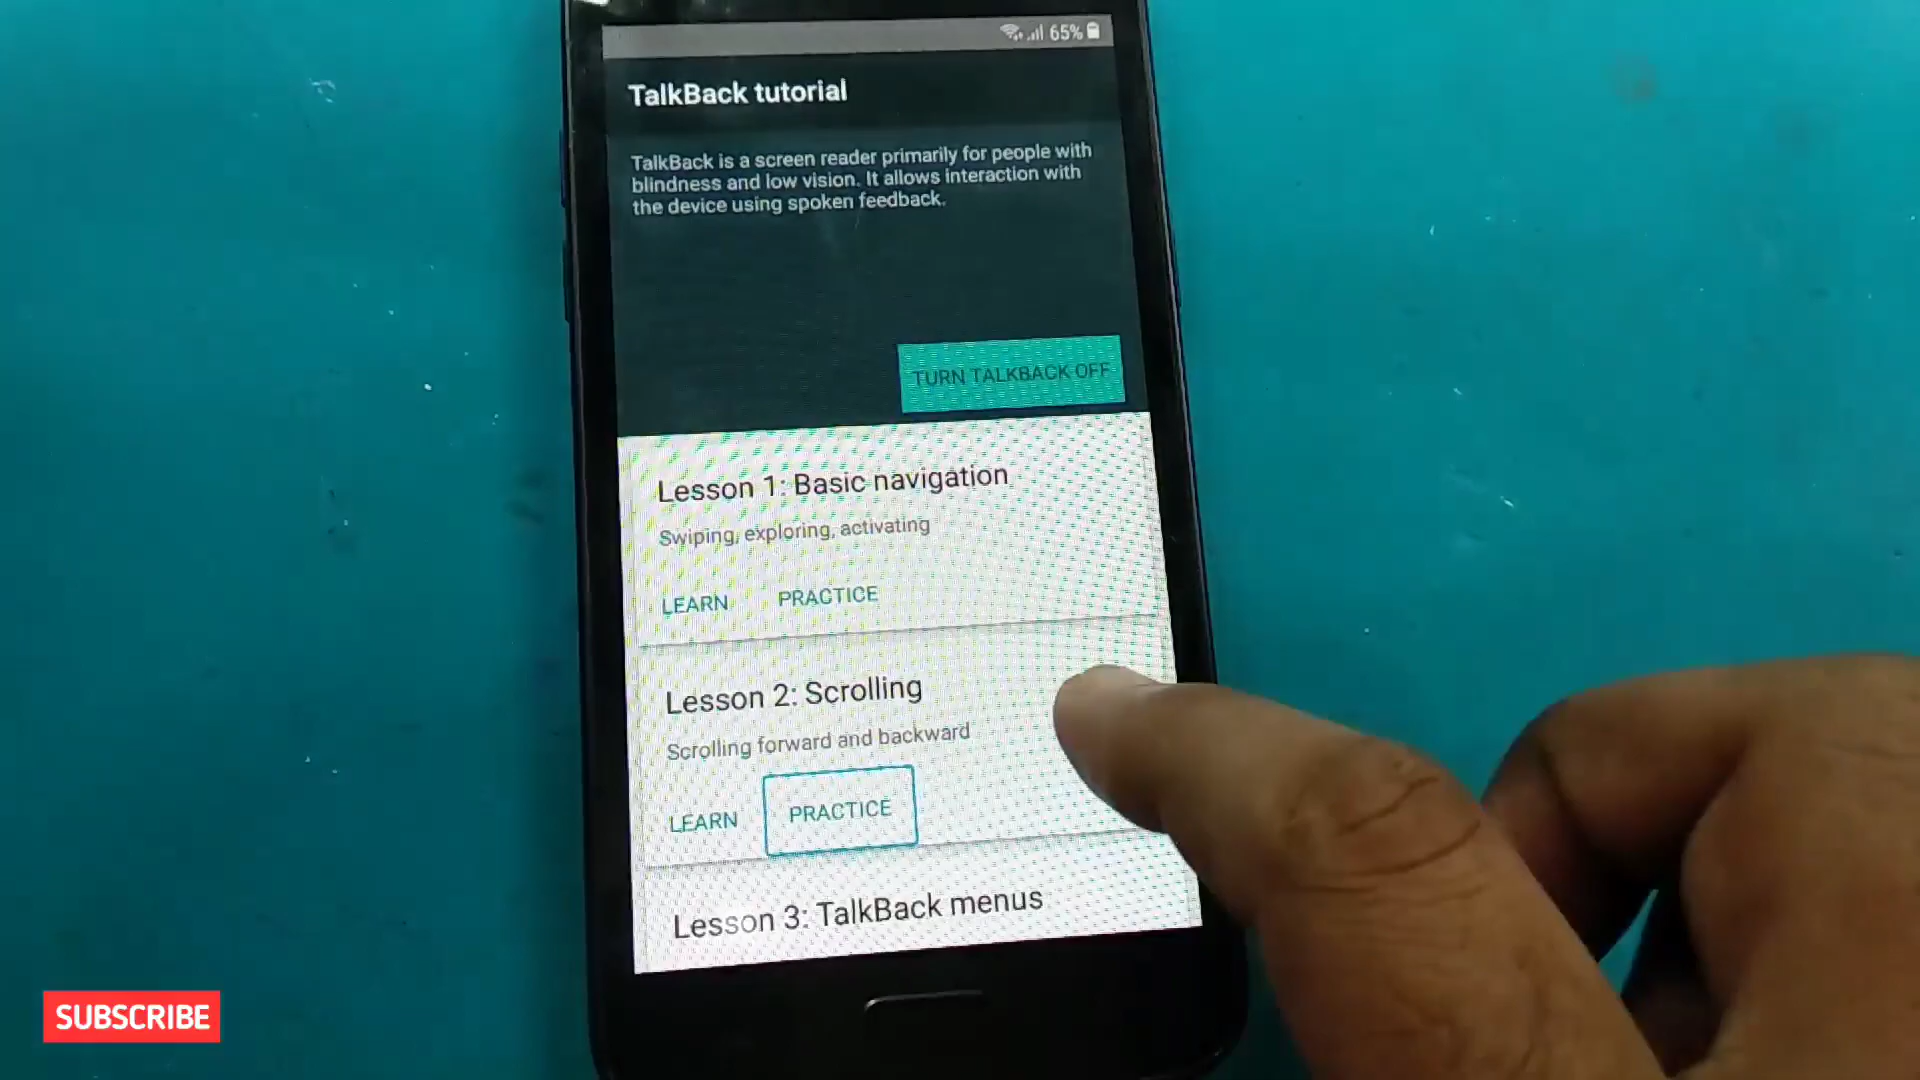 65%
TalkBack tutorial
TalkBack is a screen reader primarily for people with
blindness and low vision. It allows interaction with
the device using spoken feedback.
TURN TALKBACK OFF
Lesson 1: Basic navigation
Swiping, exploring, activating
LEARN PRACTICE
Lesson 2: Scrolling
Scrolling forward and backward
LEARN PRACTICE
Lesson 3: TalkBack menus
SUBSCRIBE